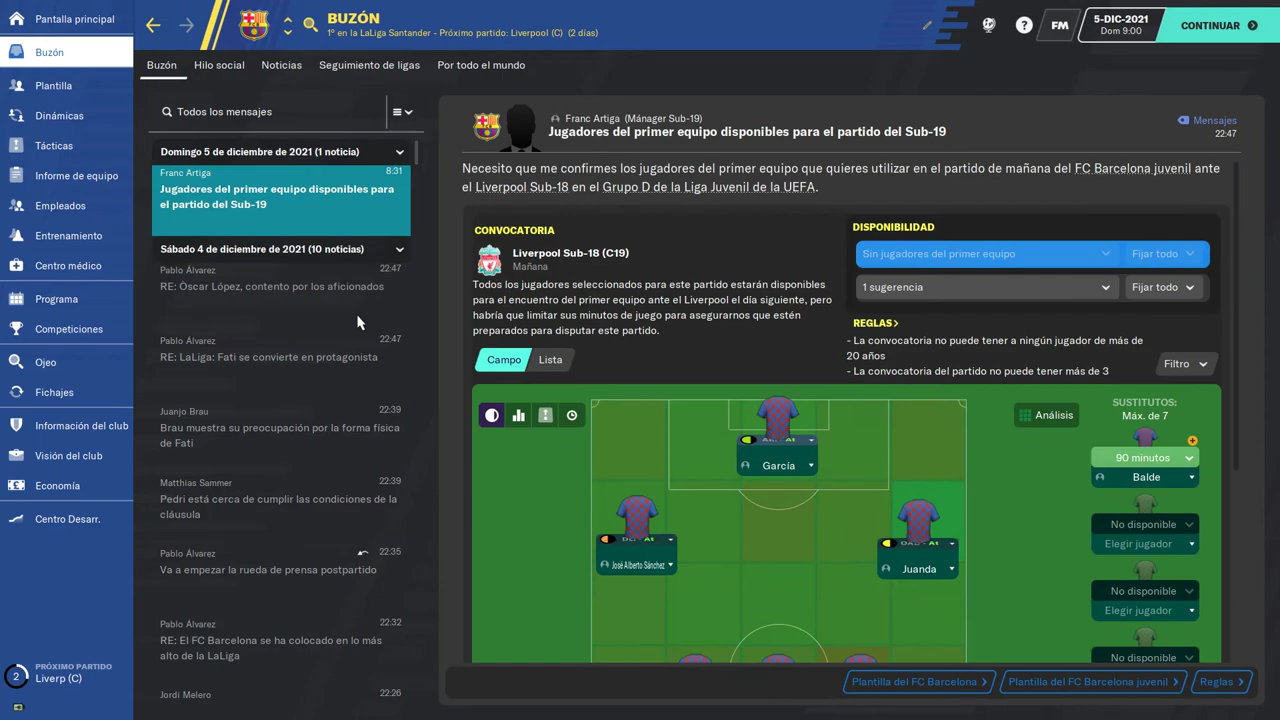 Pantalla principal
Buzón
Plantilla
Dinámicas
Tácticas
Informe de equipo
Empleados
Entrenamiento
Centro médico
Programa
Competiciones
Ojeo
Fichajes
Información del club
Visión del club
Economía
Centro Desarr.
2
PRÓXIMO PARTIDO
Liverp (C)
BUZÓN
1º en la LaLiga Santander - Próximo partido: Liverpool (C) (2 días)
?
FM
5-DIC-2021
Dom 9:00
CONTINUAR
Buzón
Hilo social
Noticias
Seguimiento de ligas
Por todo el mundo
Todos los mensajes
Domingo 5 de diciembre de 2021 (1 noticia)
Franc Artiga 8:31
Jugadores del primer equipo disponibles para
el partido del Sub-19
Sábado 4 de diciembre de 2021 (10 noticias)
Pablo Álvarez 22:47
RE: Óscar López, contento por los aficionados
Pablo Álvarez 22:47
RE: LaLiga: Fati se convierte en protagonista
Juanjo Brau 22:39
Brau muestra su preocupación por la forma física
de Fati
Matthias Sammer 22:39
Pedri está cerca de cumplir las condiciones de la
cláusula
Pablo Álvarez 22:35
Va a empezar la rueda de prensa postpartido
Pablo Álvarez 22:32
RE: El FC Barcelona se ha colocado en lo más
alto de la LaLiga
Jordi Melero 22:26
Franc Artiga (Mánager Sub-19)
Jugadores del primer equipo disponibles para el partido del Sub-19
Mensajes
22:47
Necesito que me confirmes los jugadores del primer equipo que quieres utilizar en el partido de mañana del FC Barcelona juvenil ante
el Liverpool Sub-18 en el Grupo D de la Liga Juvenil de la UEFA.
CONVOCATORIA
Liverpool Sub-18 (C19)
Mañana
Todos los jugadores seleccionados para este partido estarán disponibles
para el encuentro del primer equipo ante el Liverpool el día siguiente, pero
habría que limitar sus minutos de juego para asegurarnos que estén
preparados para disputar este partido.
Campo
Lista
DISPONIBILIDAD
Sin jugadores del primer equipo
Fijar todo
1 sugerencia
Fijar todo
REGLAS>
- La convocatoria no puede tener a ningún jugador de más de
20 años
- La convocatoria del partido no puede tener más de 3
Filtro
Análisis
SUSTITUTOS:
Máx. de 7
90 minutos
Balde
No disponible
Elegir jugador
No disponible
Elegir jugador
No disponible
García
José Alberto Sánchez
Juanda
Plantilla del FC Barcelona >
Plantilla del FC Barcelona juvenil >
Reglas >